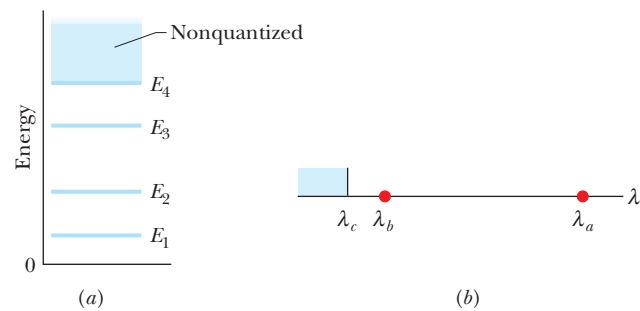 Nonquantized
E4
E3
E2
E1
Energy
0
(a)
λ
λc
λb
λa
(b)